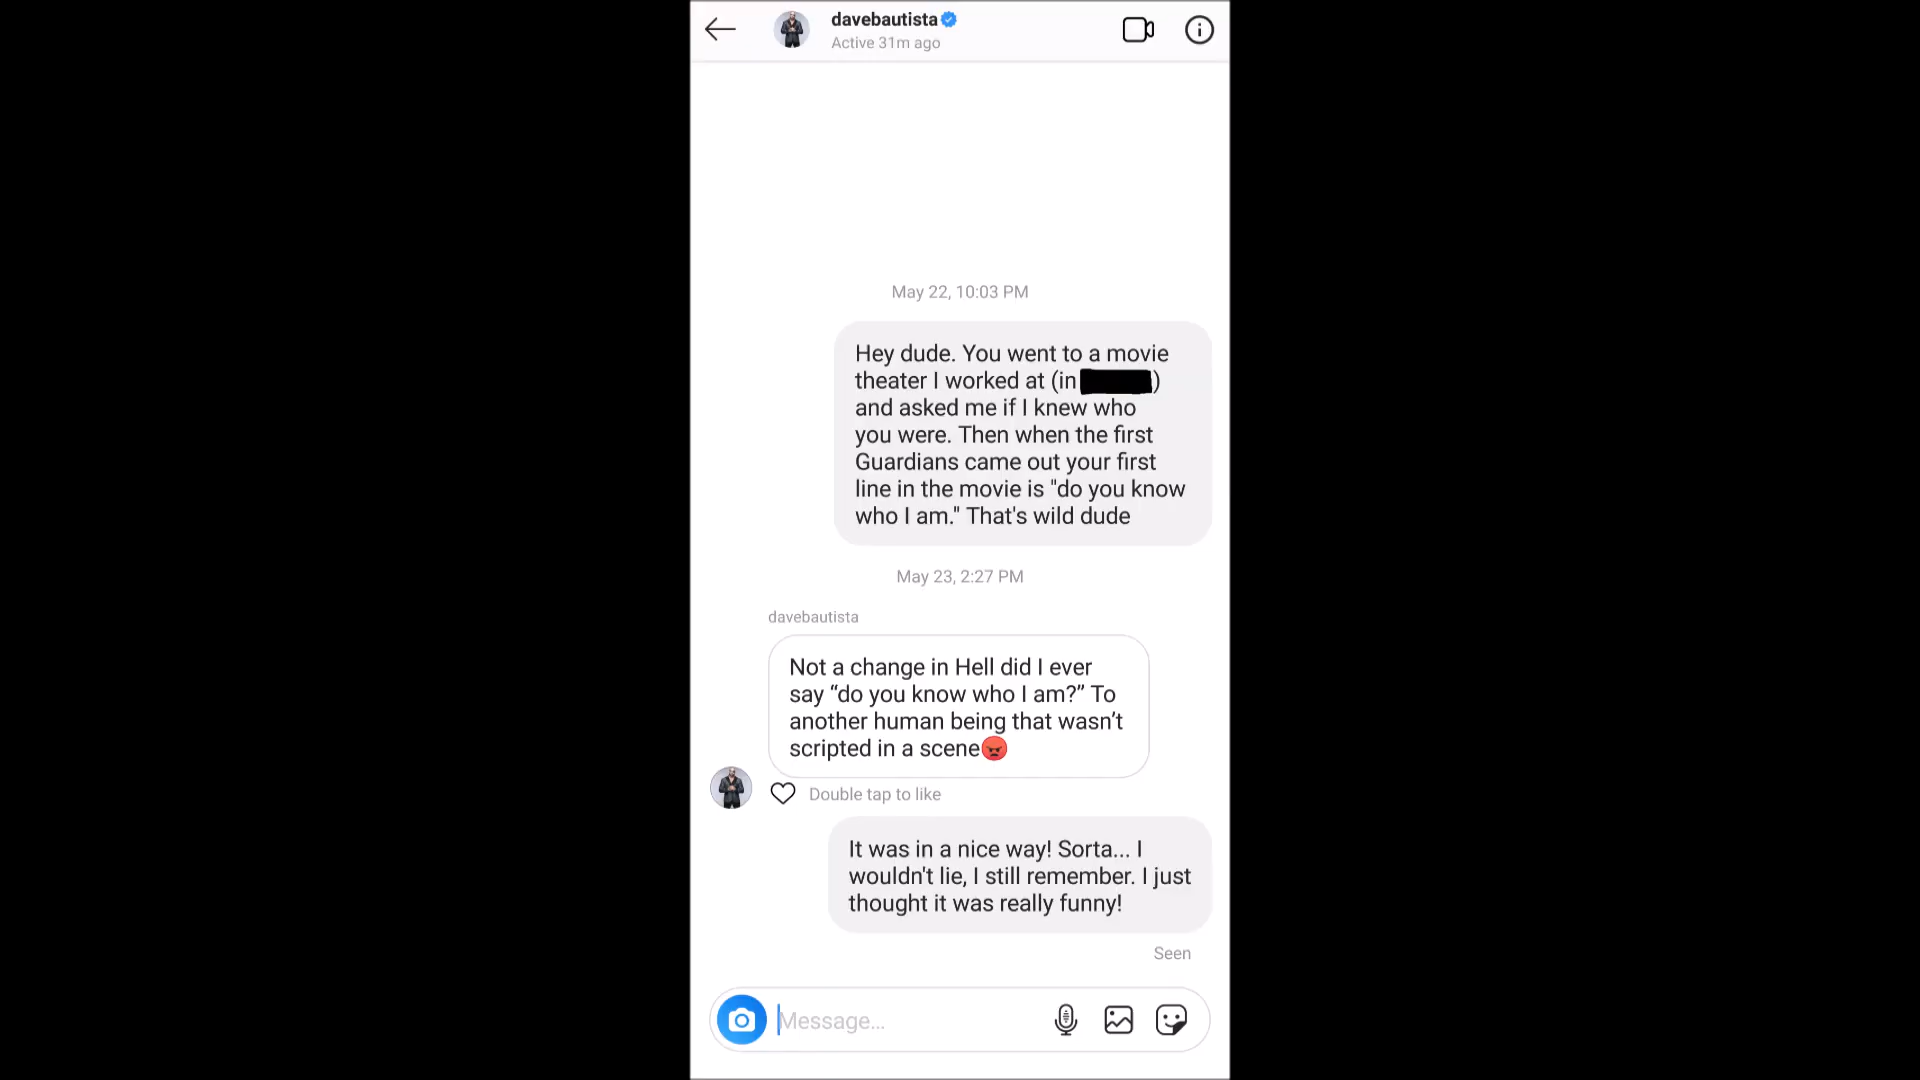 davebautista
Active 31m ago
May 22, 10:03 PM
Hey dude. You went to a movie
theater I worked at (in )
and asked me if I knew who
you were. Then when the first
Guardians came out your first
line in the movie is "do you know
who I am." That's wild dude
May 23, 2:27 PM
davebautista
Not a change in Hell did I ever
say “do you know who I am?” To
another human being that wasn’t
scripted in a scene😡
Double tap to like
It was in a nice way! Sorta... I
wouldn't lie, I still remember. I just
thought it was really funny!
Seen
Message...